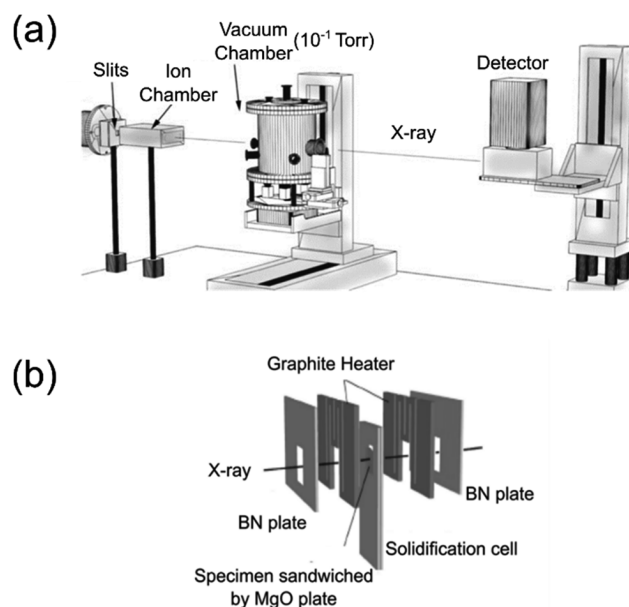 (a)
Slits
Ion
Chamber
Vacuum
Chamber (10⁻¹ Torr)
X-ray
Detector
(b)
Graphite Heater
X-ray
BN plate
BN plate
Solidification cell
Specimen sandwiched
by MgO plate